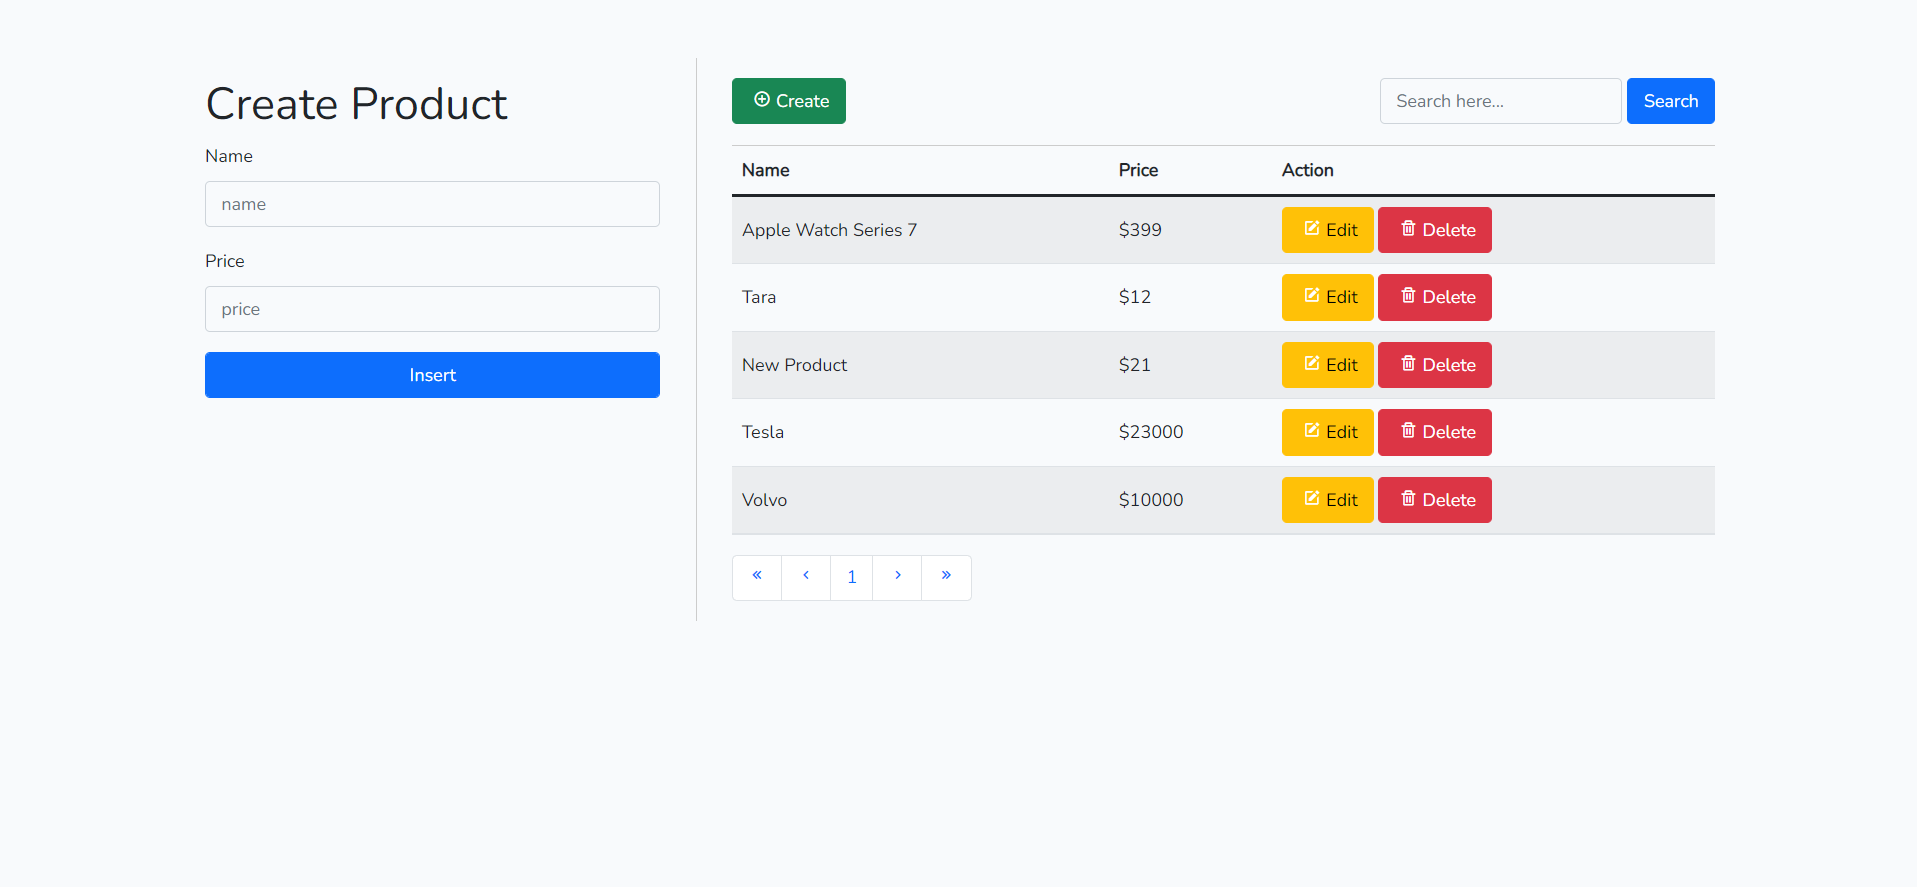 Create Product
Name
name
Price
price
Insert
Create
Search here...
Search
Name Price Action
Apple Watch Series 7 $399 Edit Delete
Tara $12 Edit Delete
New Product $21 Edit Delete
Tesla $23000 Edit Delete
Volvo $10000 Edit Delete
« ‹ 1 › »